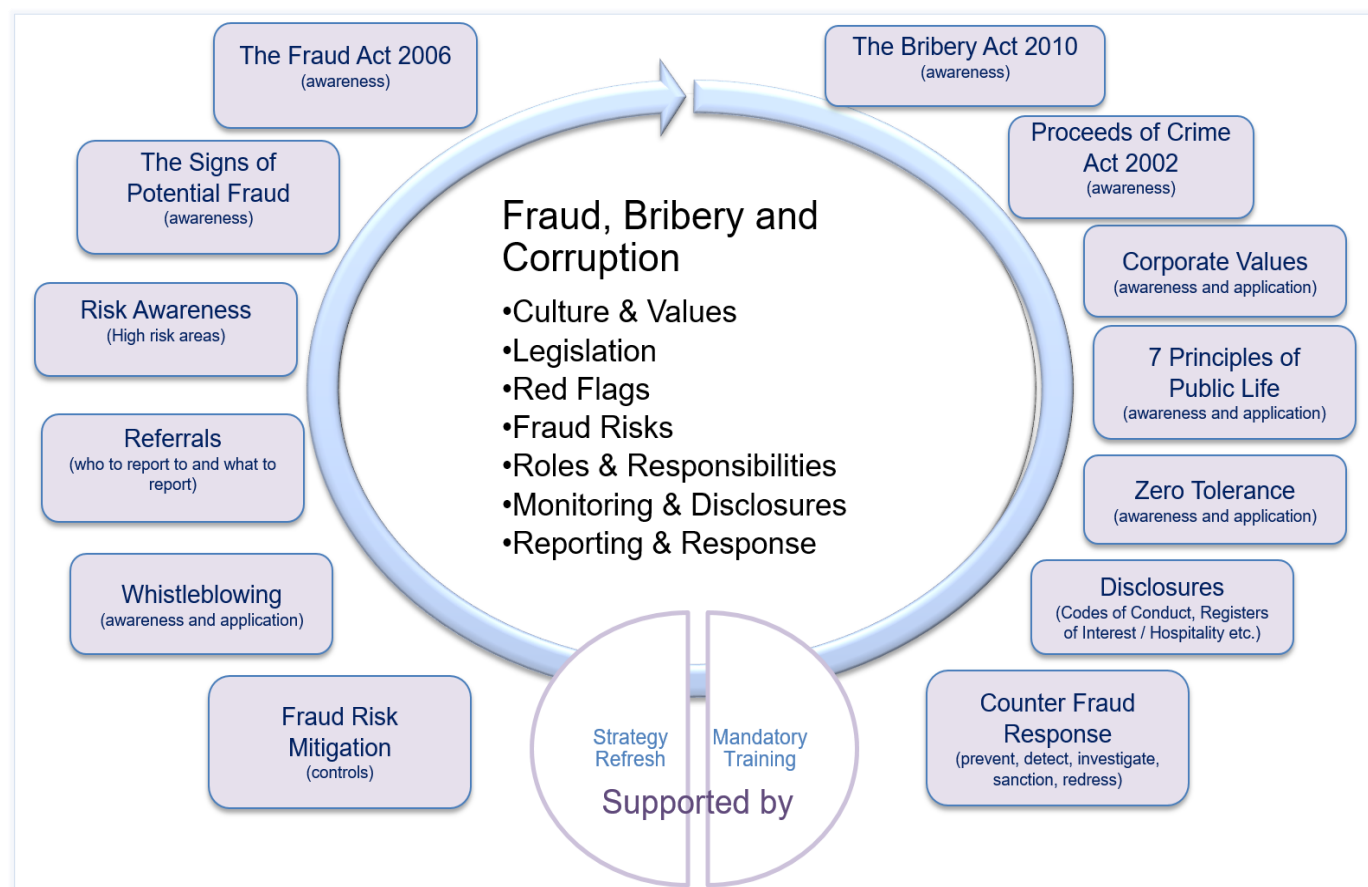 The Fraud Act 2006
(awareness)
The Bribery Act 2010
(awareness)
The Signs of
Potential Fraud
(awareness)
Proceeds of Crime
Act 2002
(awareness)
Fraud, Bribery and
Corruption
•Culture & Values
•Legislation
•Red Flags
•Fraud Risks
•Roles & Responsibilities
•Monitoring & Disclosures
•Reporting & Response
Corporate Values
(awareness and application)
Risk Awareness
(High risk areas)
7 Principles of
Public Life
(awareness and application)
Referrals
(who to report to and what to
report)
Zero Tolerance
(awareness and application)
Whistleblowing
(awareness and application)
Disclosures
(Codes of Conduct, Registers
of Interest / Hospitality etc.)
Fraud Risk
Mitigation
(controls)
Counter Fraud
Response
(prevent, detect, investigate,
sanction, redress)
Strategy
Refresh
Mandatory
Training
Supported by